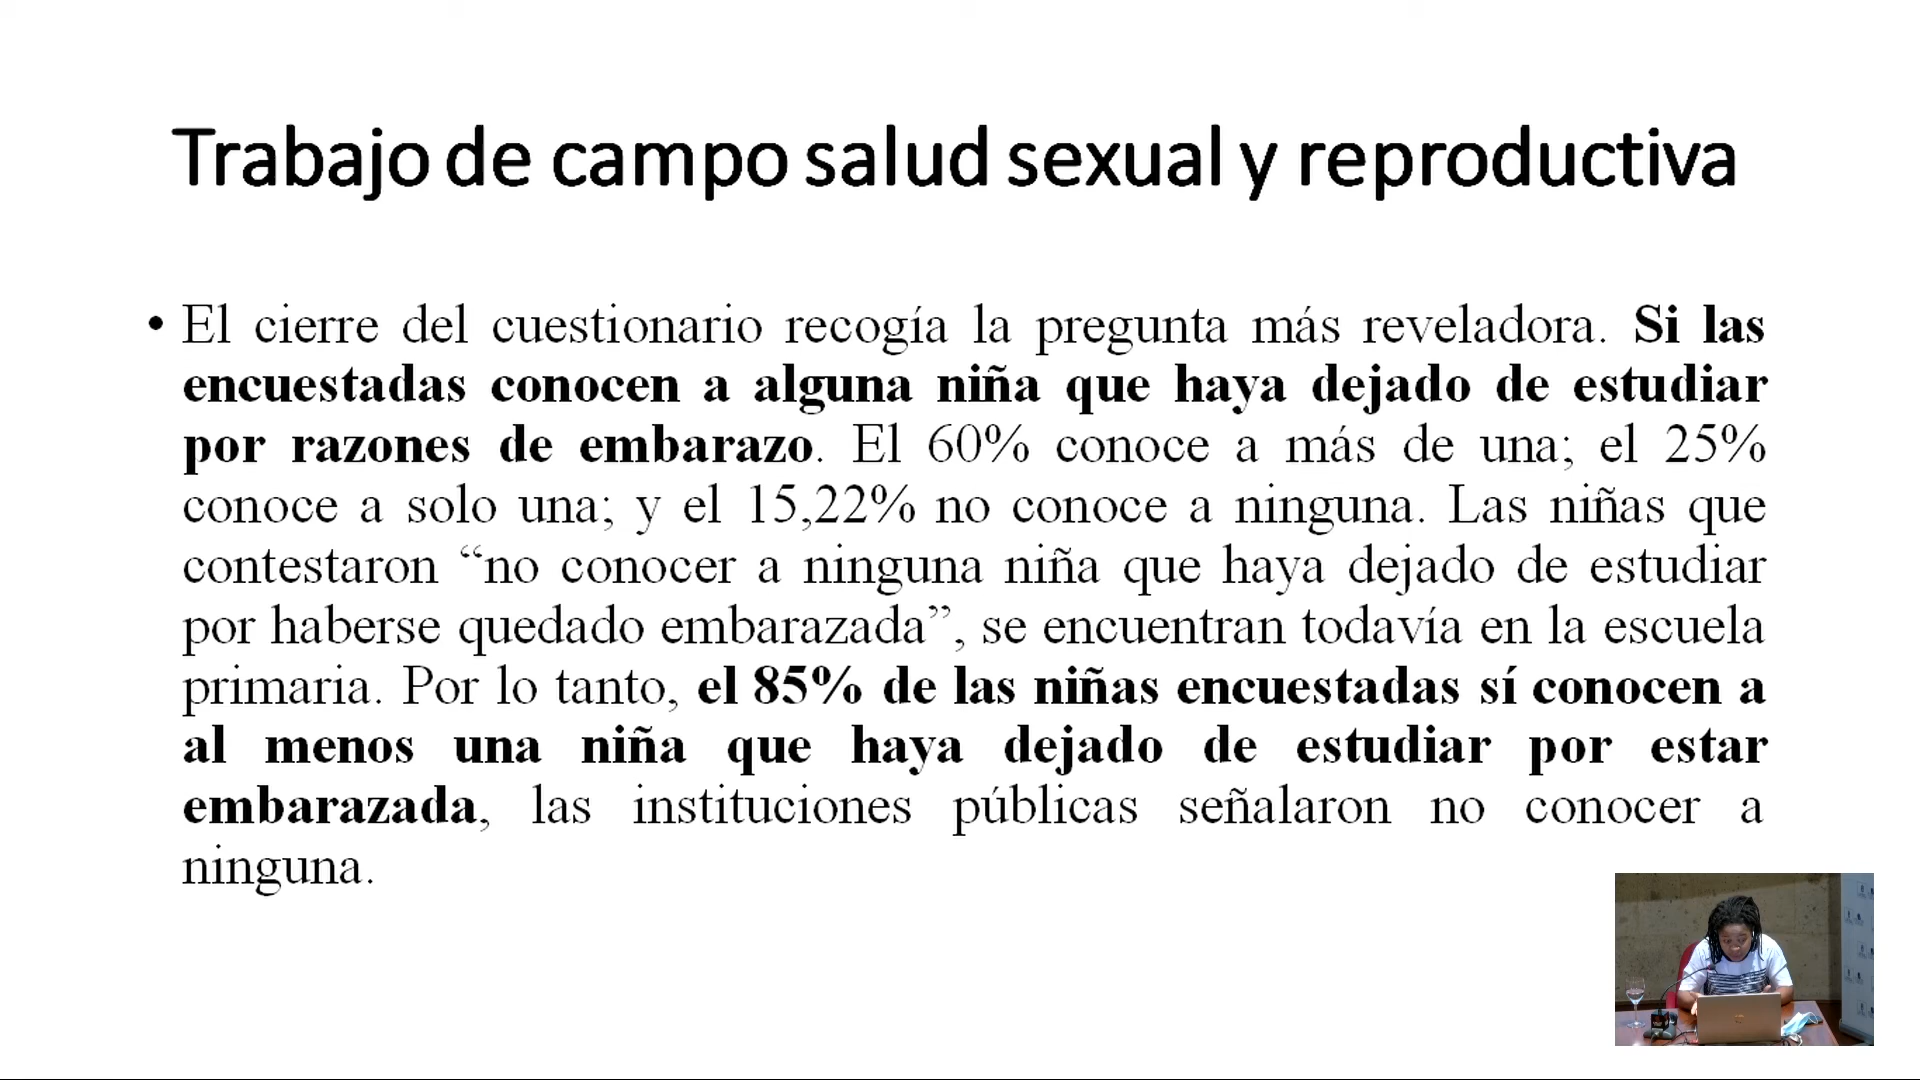 Trabajo de campo salud sexual y reproductiva
• El cierre del cuestionario recogía la pregunta más reveladora. Si las
encuestadas conocen a alguna niña que haya dejado de estudiar
por razones de embarazo. El 60% conoce a más de una; el 25%
conoce a solo una; y el 15,22% no conoce a ninguna. Las niñas que
contestaron “no conocer a ninguna niña que haya dejado de estudiar
por haberse quedado embarazada”, se encuentran todavía en la escuela
primaria. Por lo tanto, el 85% de las niñas encuestadas sí conocen a
al menos una niña que haya dejado de estudiar por estar
embarazada, las instituciones públicas señalaron no conocer a
ninguna.